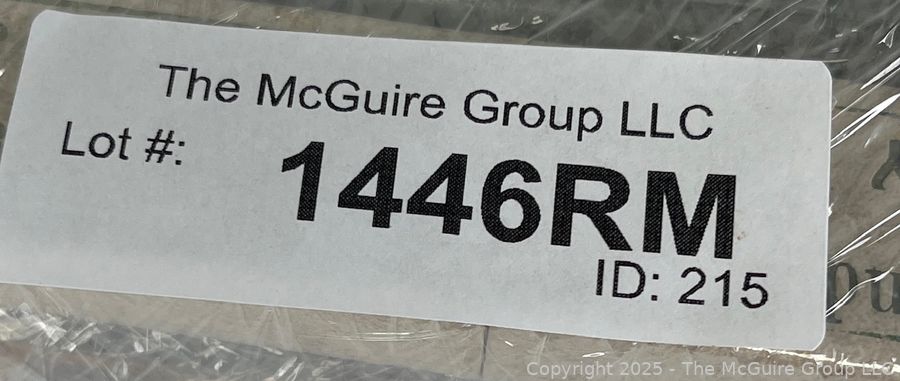 The McGuire Group LLC
Lot #:
1446RM
ID: 215
Copyright 2025 - The McGuire Group LLC